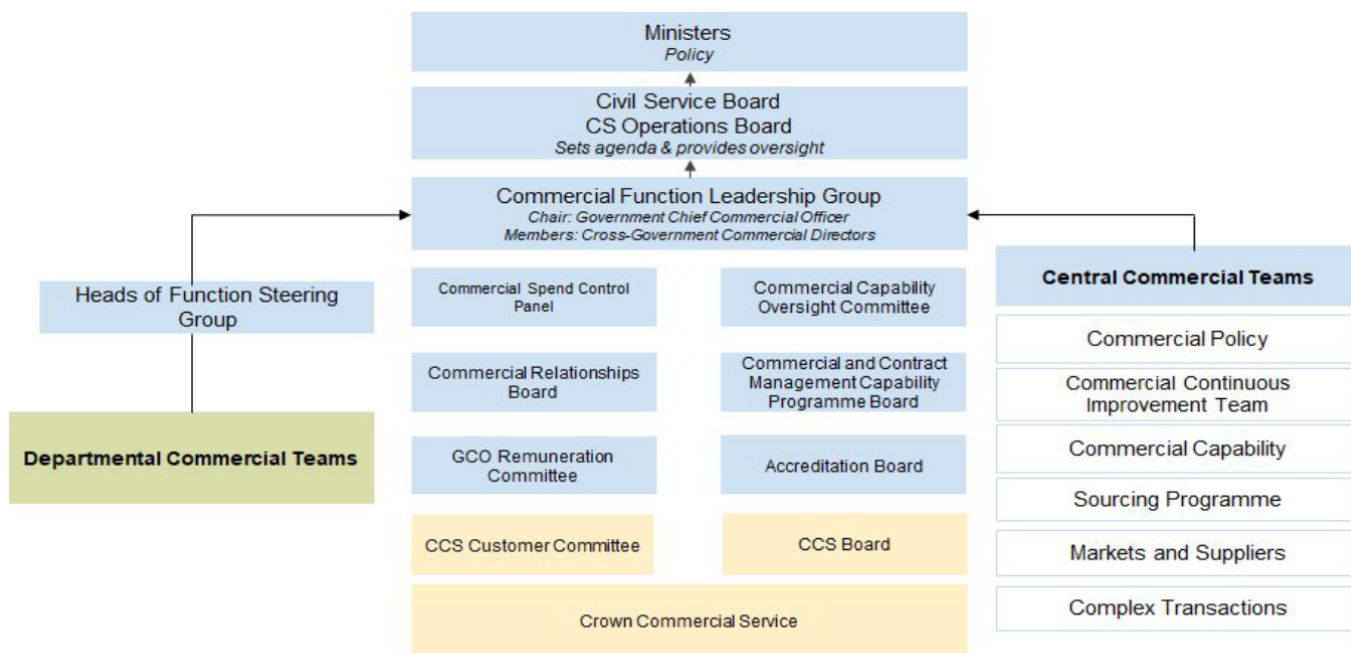 Ministers
Policy
Civil Service Board
CS Operations Board
Sets agenda & provides oversight
Commercial Function Leadership Group
Chair: Government Chief Commercial Officer
Members: Cross-Government Commercial Directors
Heads of Function Steering
Group
Departmental Commercial Teams
Commercial Spend Control
Panel
Commercial Capability
Oversight Committee
Commercial Relationships
Board
Commercial and Contract
Management Capability
Programme Board
GCO Remuneration
Committee
Accreditation Board
CCS Customer Committee
CCS Board
Crown Commercial Service
Central Commercial Teams
Commercial Policy
Commercial Continuous
Improvement Team
Commercial Capability
Sourcing Programme
Markets and Suppliers
Complex Transactions